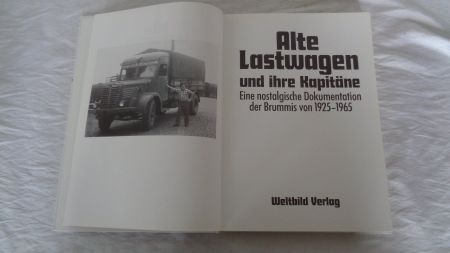 Alte
Lastwagen
und ihre Kapitäne
Eine nostalgische Dokumentation
der Brummis von 1925–1965
Weltbild Verlag